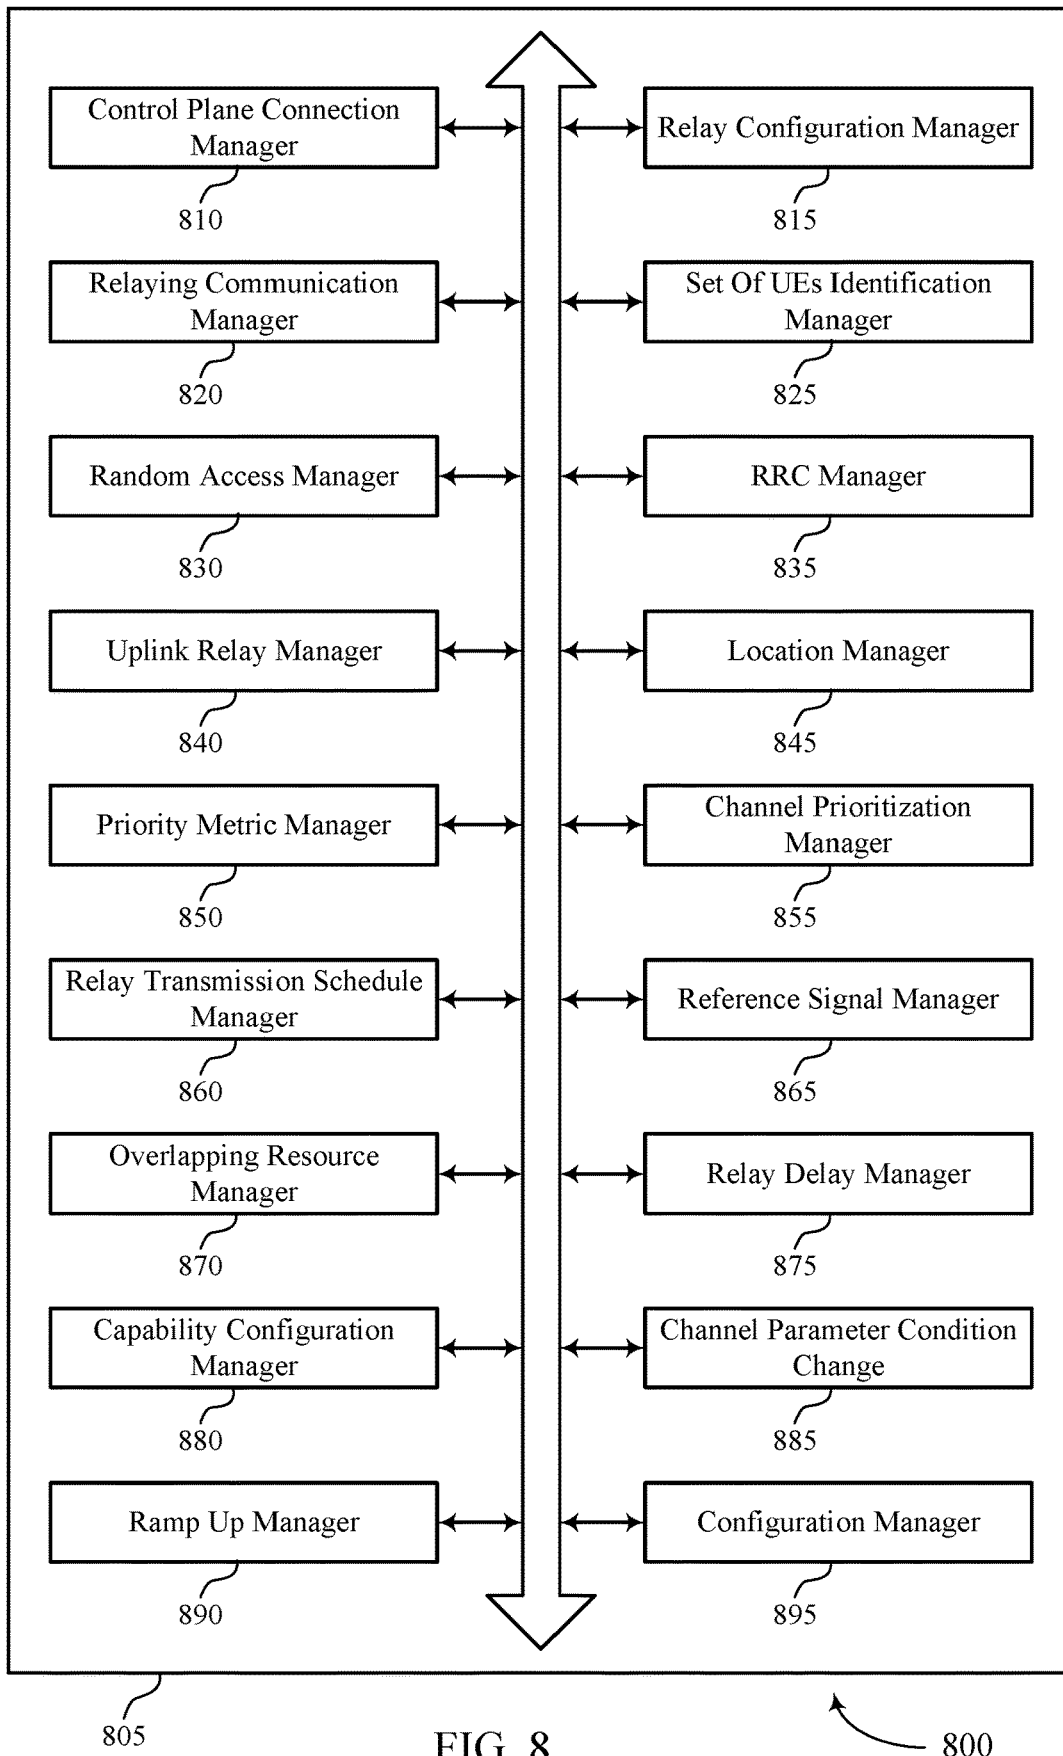 Control Plane Connection
Manager
810
Relay Configuration Manager
815
Relaying Communication
Manager
820
Set Of UEs Identification
Manager
825
Random Access Manager
830
RRC Manager
835
Uplink Relay Manager
840
Location Manager
845
Priority Metric Manager
850
Channel Prioritization
Manager
855
Relay Transmission Schedule
Manager
860
Reference Signal Manager
865
Overlapping Resource
Manager
870
Relay Delay Manager
875
Capability Configuration
Manager
880
Channel Parameter Condition
Change
885
Ramp Up Manager
890
Configuration Manager
895
805
FIG. 8
800